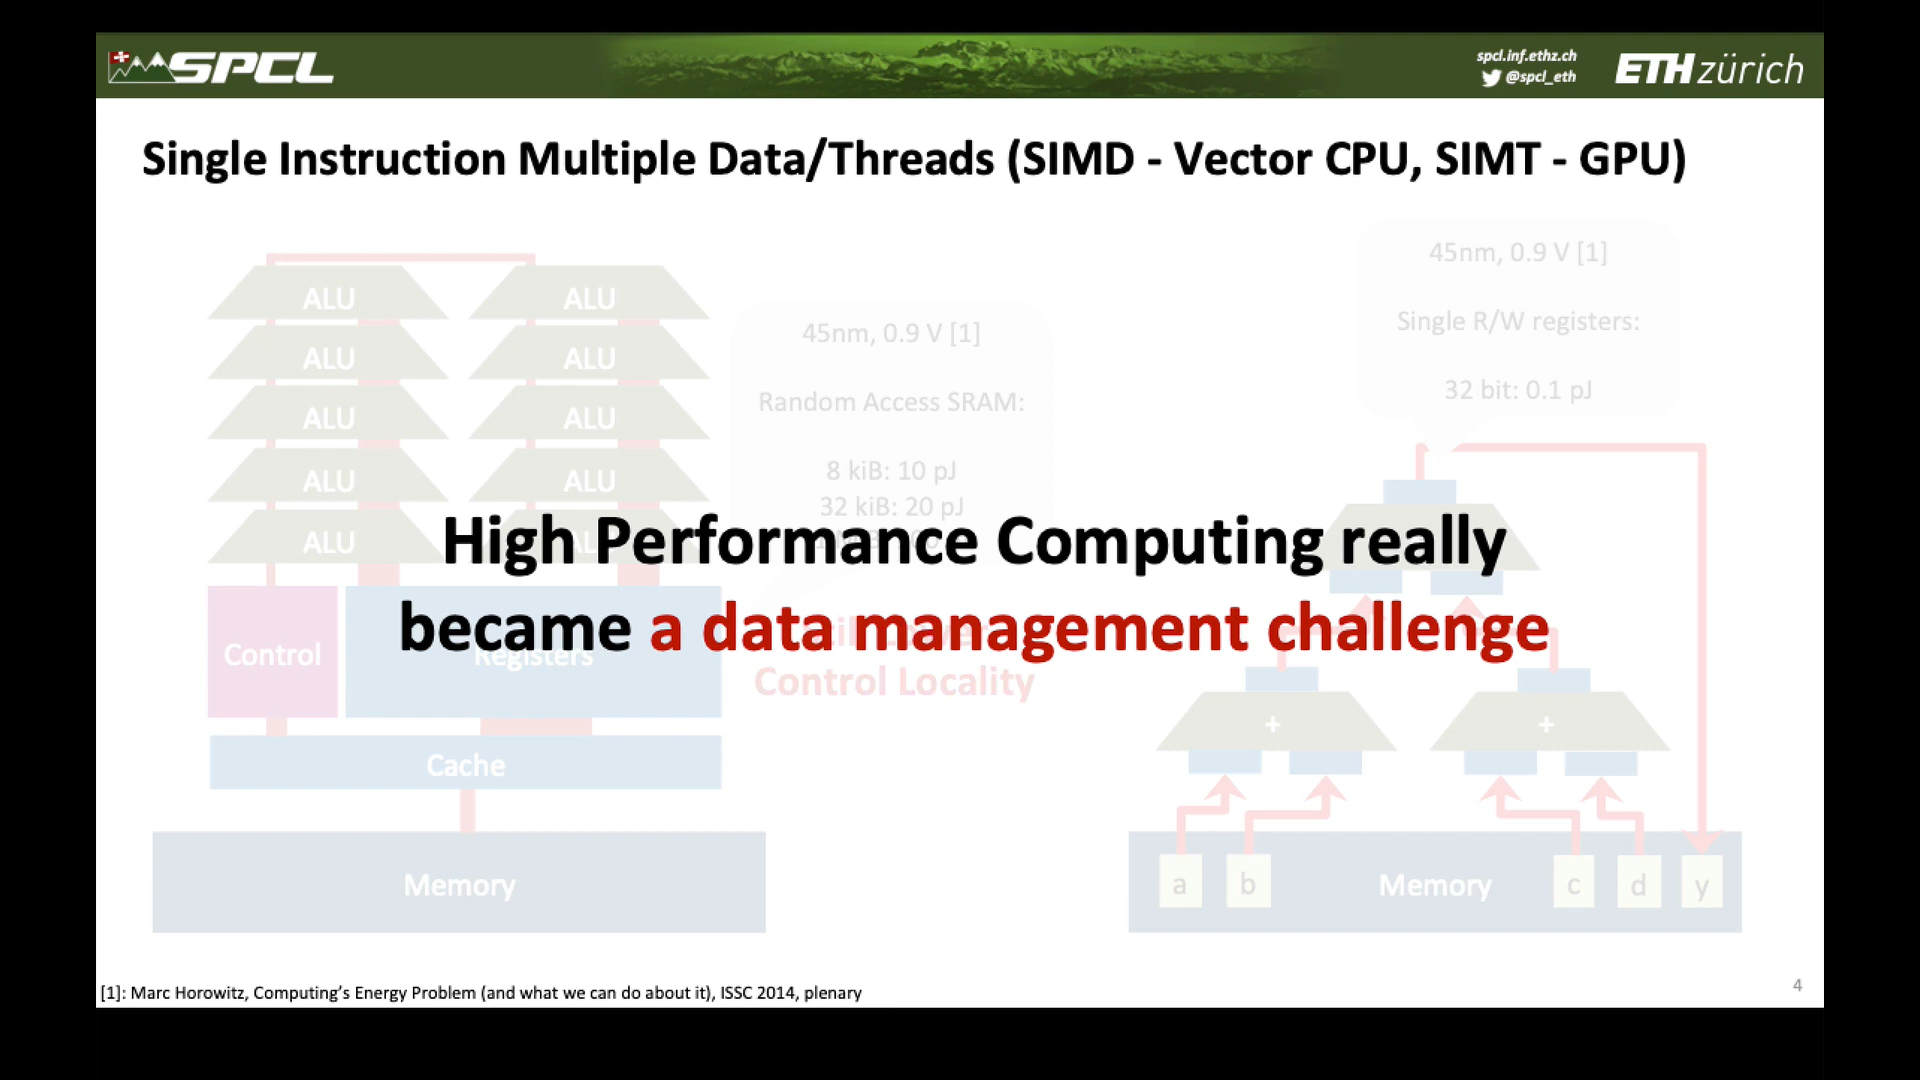 SPCL
spcl.inf.ethz.ch
@spcl_eth
ETH zürich
Single Instruction Multiple Data/Threads (SIMD - Vector CPU, SIMT - GPU)
45nm, 0.9 V [1]
Single R/W registers:
32 bit: 0.1 pJ
ALU ALU
ALU ALU
ALU ALU
ALU ALU
ALU
45nm, 0.9 V [1]
Random Access SRAM:
8 kiB: 10 pJ
32 kiB: 20 pJ
High Performance Computing really
became a data management challenge
Control
Registers
Control Locality
Cache
Memory
+ +
a b Memory c d y
[1]: Marc Horowitz, Computing's Energy Problem (and what we can do about it), ISSC 2014, plenary
4